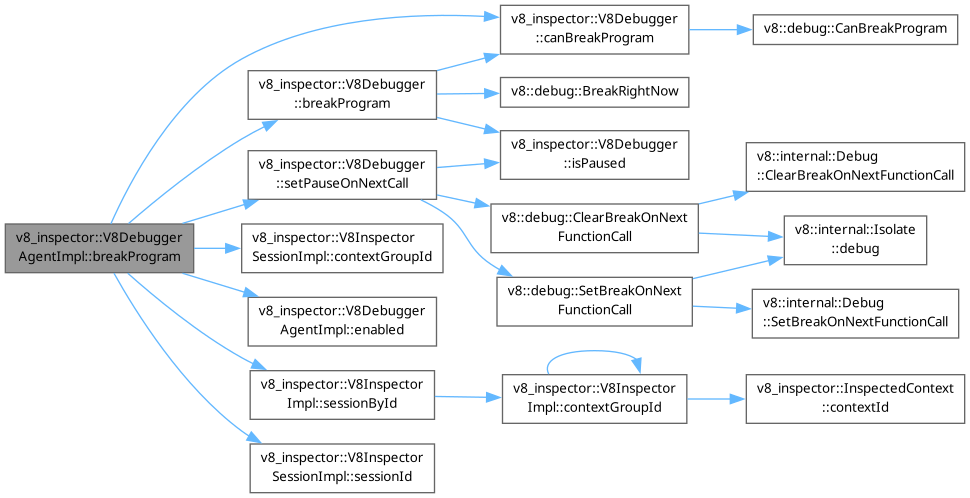 v8_inspector::V8Debugger
AgentImpl::breakProgram
v8_inspector::V8Debugger
::breakProgram
v8_inspector::V8Debugger
::setPauseOnNextCall
v8_inspector::V8Inspector
SessionImpl::contextGroupId
v8_inspector::V8Debugger
AgentImpl::enabled
v8_inspector::V8Inspector
Impl::sessionById
v8_inspector::V8Inspector
SessionImpl::sessionId
v8_inspector::V8Debugger
::canBreakProgram
v8::debug::BreakRightNow
v8_inspector::V8Debugger
::isPaused
v8::debug::ClearBreakOnNext
FunctionCall
v8::debug::SetBreakOnNext
FunctionCall
v8_inspector::V8Inspector
Impl::contextGroupId
v8::debug::CanBreakProgram
v8::internal::Debug
::ClearBreakOnNextFunctionCall
v8::internal::Isolate
::debug
v8::internal::Debug
::SetBreakOnNextFunctionCall
v8_inspector::InspectedContext
::contextId